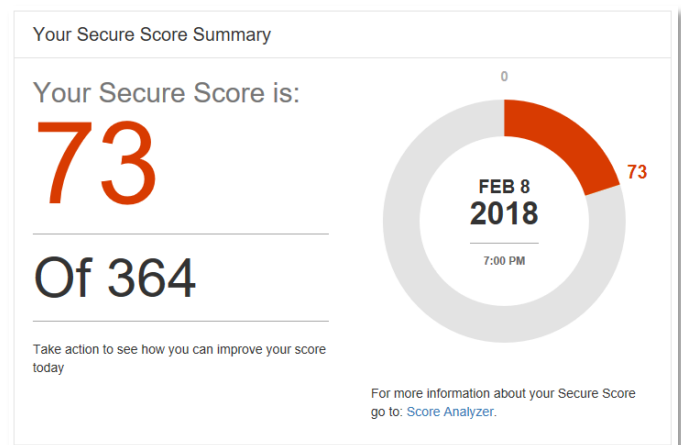 Your Secure Score Summary
Your Secure Score is:
73
Of 364
Take action to see how you can improve your score
today
0
73
FEB 8
2018
7:00 PM
For more information about your Secure Score
go to: Score Analyzer.